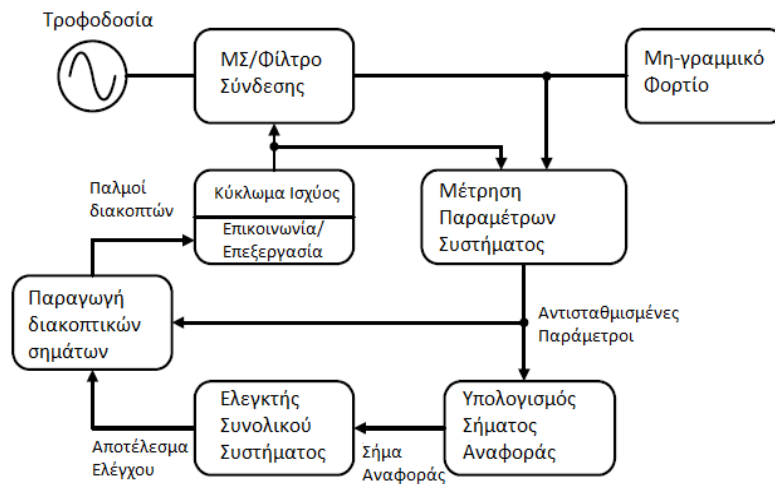 Τροφοδοσία
ΜΣ/Φίλτρο
Σύνδεσης
Μη-γραμμικό
Φορτίο
Παλμοί
διακοπτών
Κύκλωμα Ισχύος
Επικοινωνία/
Επεξεργασία
Μέτρηση
Παραμέτρων
Συστήματος
Παραγωγή
διακοπτικών
σημάτων
Αντισταθμισμένες
Παράμετροι
Αποτέλεσμα
Ελέγχου
Ελεγκτής
Συνολικού
Συστήματος
Σήμα
Αναφοράς
Υπολογισμός
Σήματος
Αναφοράς